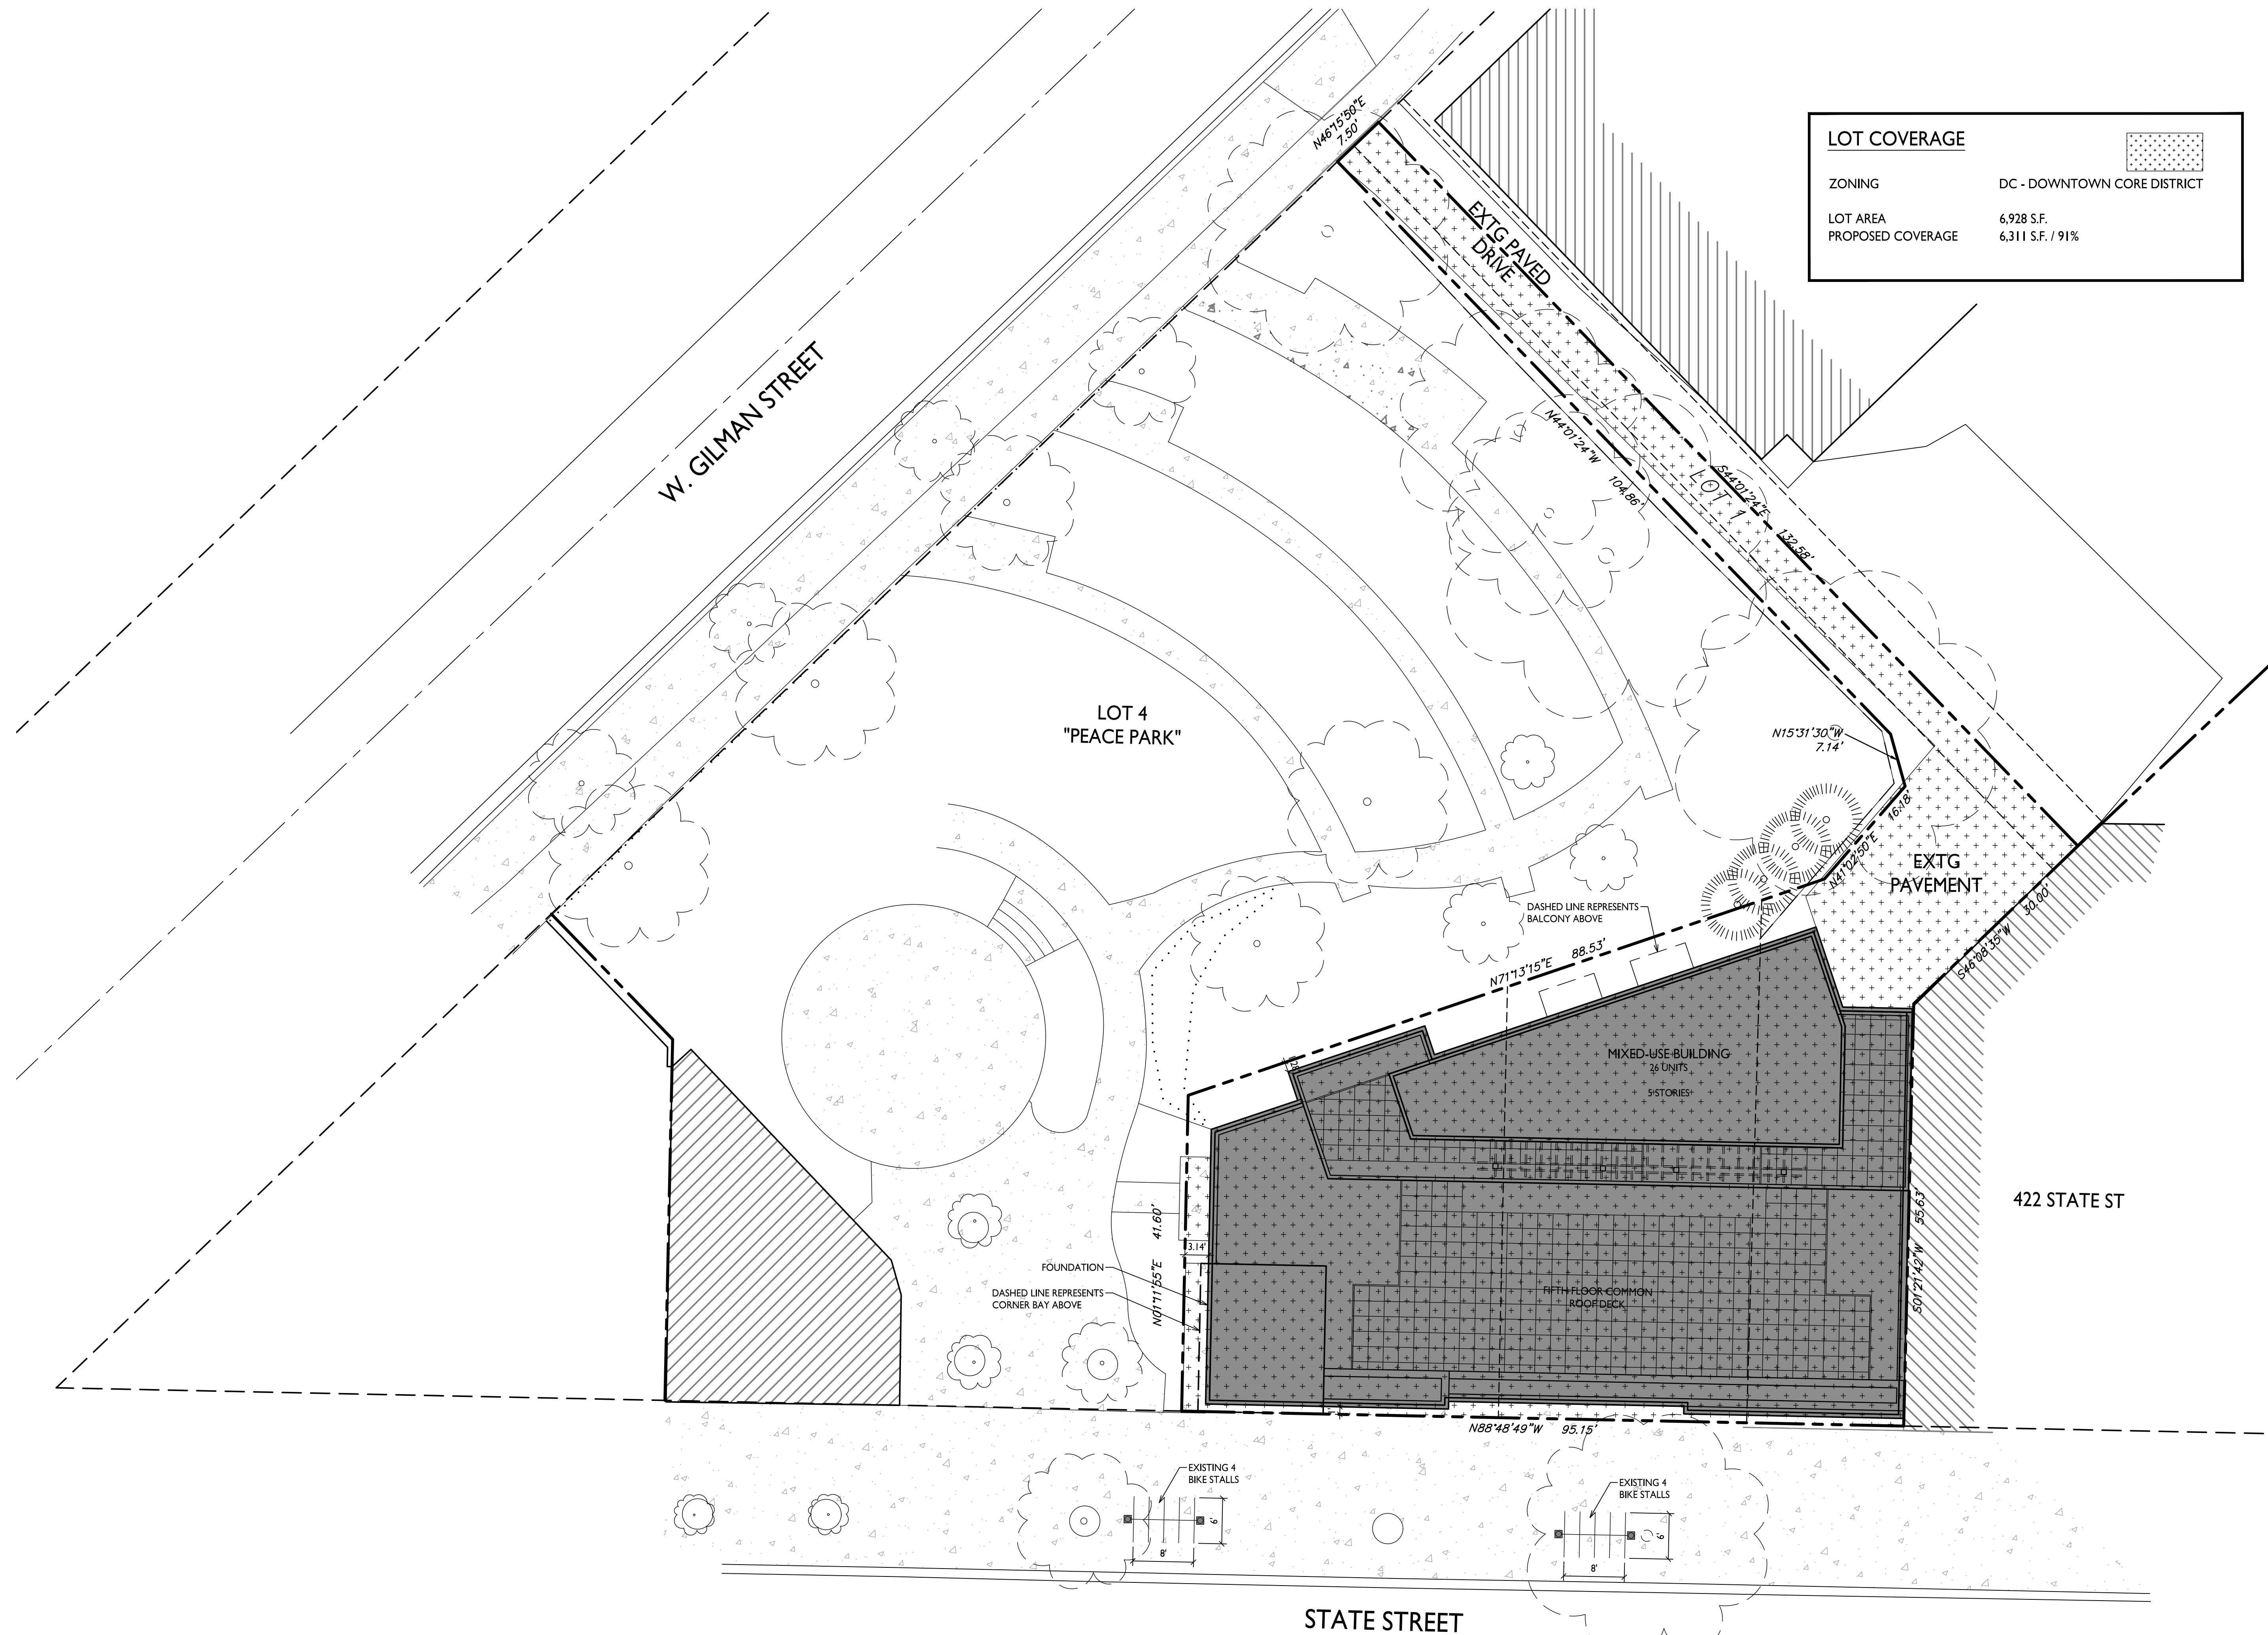 LOT COVERAGE
ZONING DC - DOWNTOWN CORE DISTRICT
LOT AREA 6,928 S.F.
PROPOSED COVERAGE 6,311 S.F. / 91%
N46°15'50"E
7.50'
EXTG PAVED
DRIVE
W. GILMAN STREET
N44°01'24"W 104.86'
LOT 1
S44°01'24"E 132.58'
LOT 4
"PEACE PARK"
N15°31'30"W
7.14'
N41°02'50"E 16.18'
EXTG
PAVEMENT
S46°08'35"W 30.00'
DASHED LINE REPRESENTS
BALCONY ABOVE
N71°13'15"E 88.53'
MIXED-USE BUILDING
26 UNITS
5 STORIES
422 STATE ST
S01°21'42"W 55.63'
N01°11'55"E 41.60'
3.14'
FOUNDATION
DASHED LINE REPRESENTS
CORNER BAY ABOVE
FIFTH FLOOR COMMON
ROOF DECK
N88°48'49"W 95.15'
EXISTING 4
BIKE STALLS
6'
8'
EXISTING 4
BIKE STALLS
6'
8'
STATE STREET